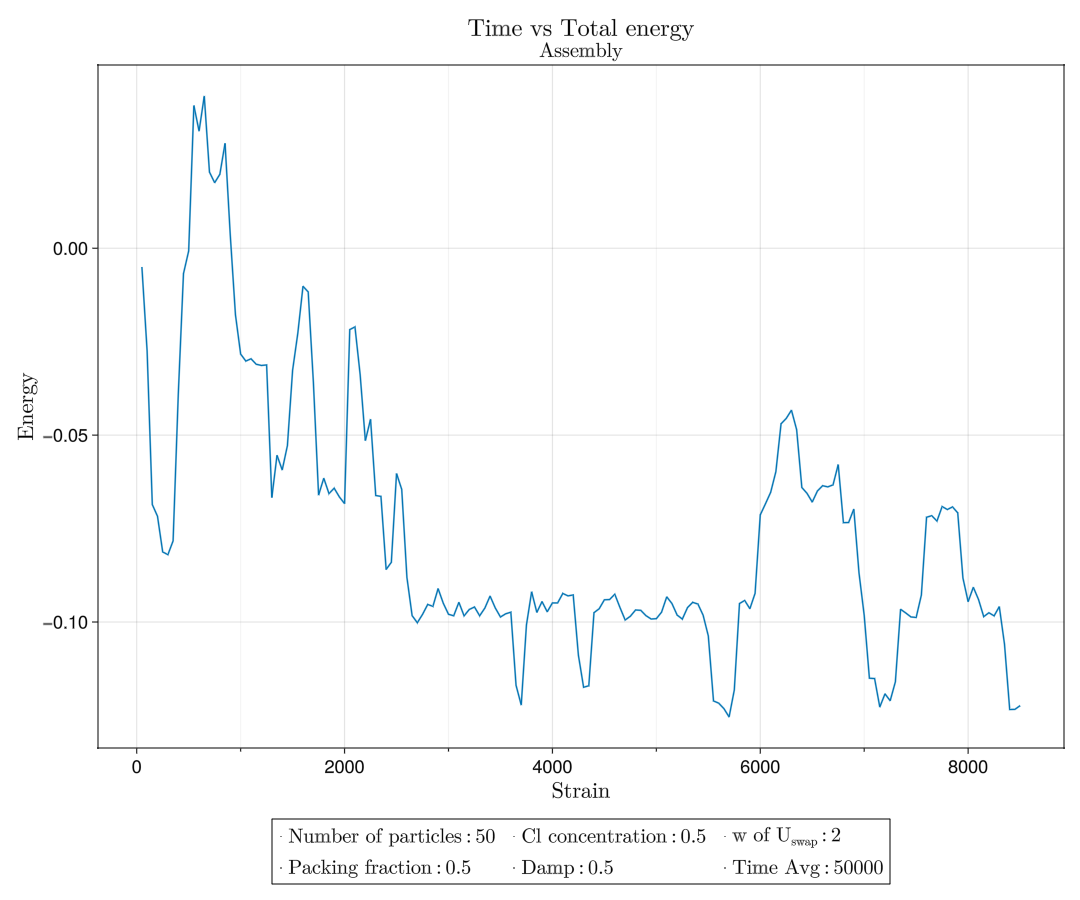 Time vs Total energy
Assembly
Energy
0.00
−0.05
−0.10
0 2000 4000 6000 8000
Strain
Number of particles : 50 Cl concentration : 0.5 w of Uswap : 2
Packing fraction : 0.5 Damp : 0.5 Time Avg : 50000